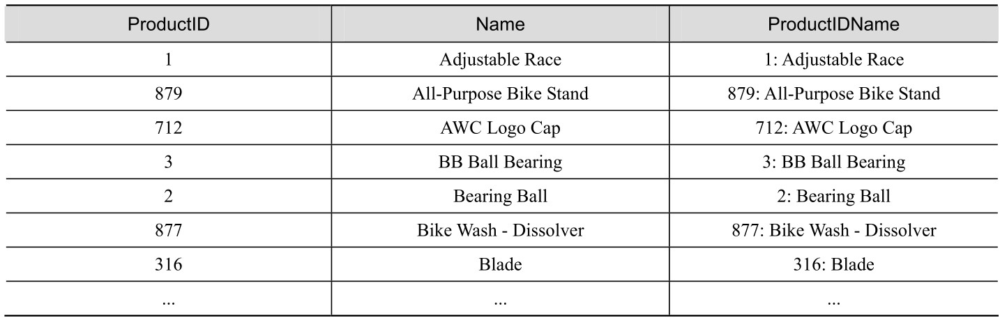 ProductID Name ProductIDName
1 Adjustable Race 1: Adjustable Race
879 All-Purpose Bike Stand 879: All-Purpose Bike Stand
712 AWC Logo Cap 712: AWC Logo Cap
3 BB Ball Bearing 3: BB Ball Bearing
2 Bearing Ball 2: Bearing Ball
877 Bike Wash - Dissolver 877: Bike Wash - Dissolver
316 Blade 316: Blade
... ... ...